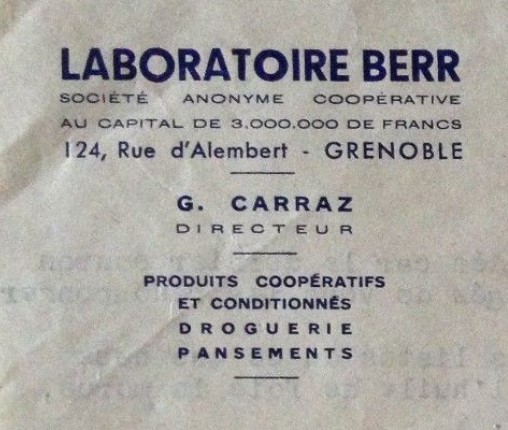 LABORATOIRE BERR
SOCIÉTÉ ANONYME COOPÉRATIVE
AU CAPITAL DE 3.000.000 DE FRANCS
124, Rue d'Alembert - GRENOBLE
G. CARRAZ
DIRECTEUR
PRODUITS COOPÉRATIFS
ET CONDITIONNÉS
DROGUERIE
PANSEMENTS